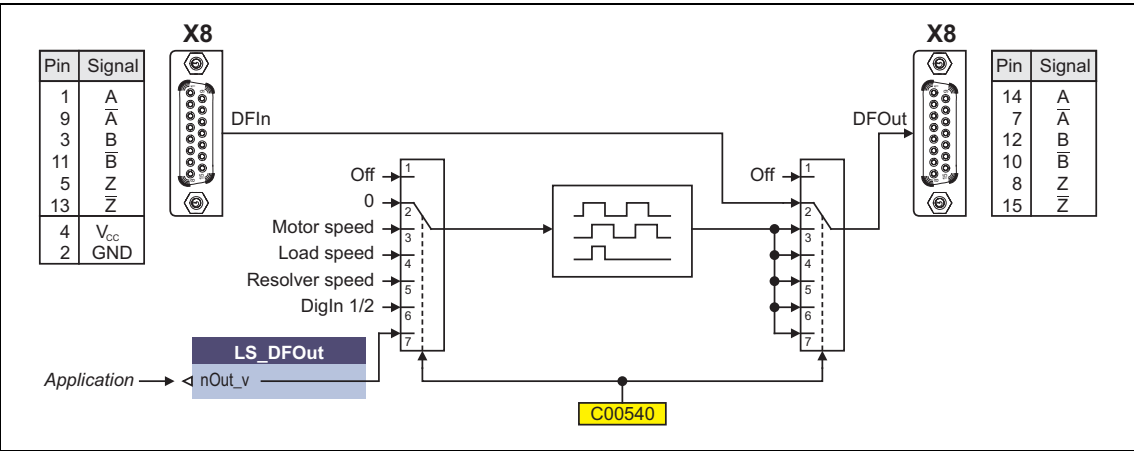 X8
Pin Signal
1 A
9 A̅
3 B
11 B̅
5 Z
13 Z̅
4 Vcc
2 GND
DFIn
X8
DFOut
Pin Signal
14 A
7 A̅
12 B
10 B̅
8 Z
15 Z̅
Off 1
0 2
Motor speed 3
Load speed 4
Resolver speed 5
DigIn 1/2 6
7
Off 1
2
3
4
5
6
7
LS_DFOut
Application nOut_v
C00540